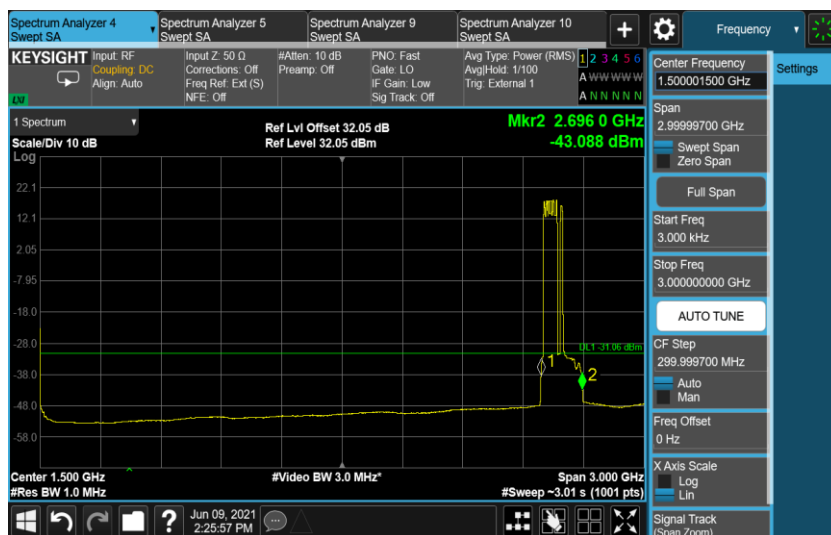 Spectrum Analyzer 4
Swept SA
Spectrum Analyzer 5
Swept SA
Spectrum Analyzer 9
Swept SA
Spectrum Analyzer 10
Swept SA
+
Frequency
KEYSIGHT
LXI
Input: RF
Coupling: DC
Align: Auto
Input Z: 50 Ω
Corrections: Off
Freq Ref: Ext (S)
NFE: Off
#Atten: 10 dB
Preamp: Off
PNO: Fast
Gate: LO
IF Gain: Low
Sig Track: Off
Avg Type: Power (RMS)
Avg|Hold: 1/100
Trig: External 1
1 2 3 4 5 6
A W W W W W
A N N N N N
1 Spectrum
Scale/Div 10 dB
Ref Lvl Offset 32.05 dB
Ref Level 32.05 dBm
Mkr2 2.696 0 GHz
-43.088 dBm
Log
22.1
12.1
2.05
-7.95
-18.0
-28.0
-38.0
-48.0
-58.0
DL1 -31.06 dBm
1
2
Center 1.500 GHz
#Res BW 1.0 MHz
#Video BW 3.0 MHz*
Span 3.000 GHz
#Sweep ~3.01 s (1001 pts)
Center Frequency
1.500001500 GHz
Settings
Span
2.99999700 GHz
Swept Span
Zero Span
Full Span
Start Freq
3.000 kHz
Stop Freq
3.000000000 GHz
AUTO TUNE
CF Step
299.999700 MHz
Auto
Man
Freq Offset
0 Hz
X Axis Scale
Log
Lin
Signal Track
(Span Zoom)
?
Jun 09, 2021
2:25:57 PM